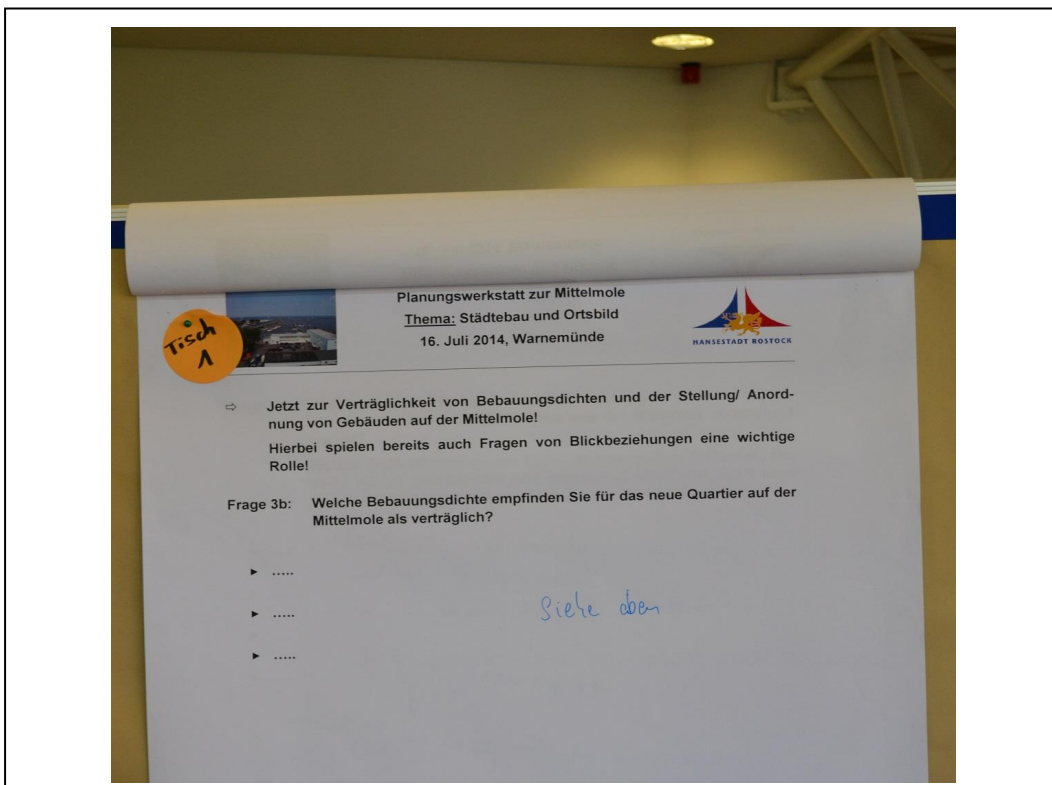 Planungswerkstatt zur Mittelmole
Thema: Städtebau und Ortsbild
16. Juli 2014, Warnemünde
HANSESTADT ROSTOCK
Tisch
1
⇨ Jetzt zur Verträglichkeit von Bebauungsdichten und der Stellung/ Anord-
nung von Gebäuden auf der Mittelmole!
Hierbei spielen bereits auch Fragen von Blickbeziehungen eine wichtige
Rolle!
Frage 3b: Welche Bebauungsdichte empfinden Sie für das neue Quartier auf der
Mittelmole als verträglich?
► .....
► .....
Siehe oben
► .....